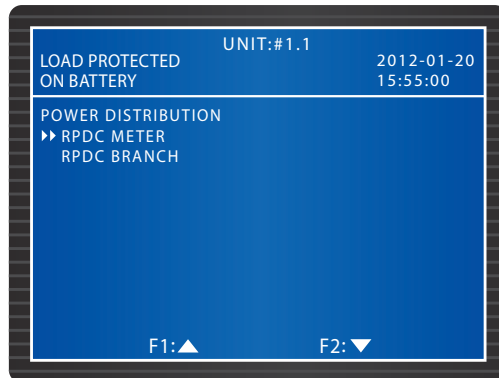 UNIT:#1.1
LOAD PROTECTED
ON BATTERY
2012-01-20
15:55:00
POWER DISTRIBUTION
RPDC METER
RPDC BRANCH
F1:▲ F2:▼